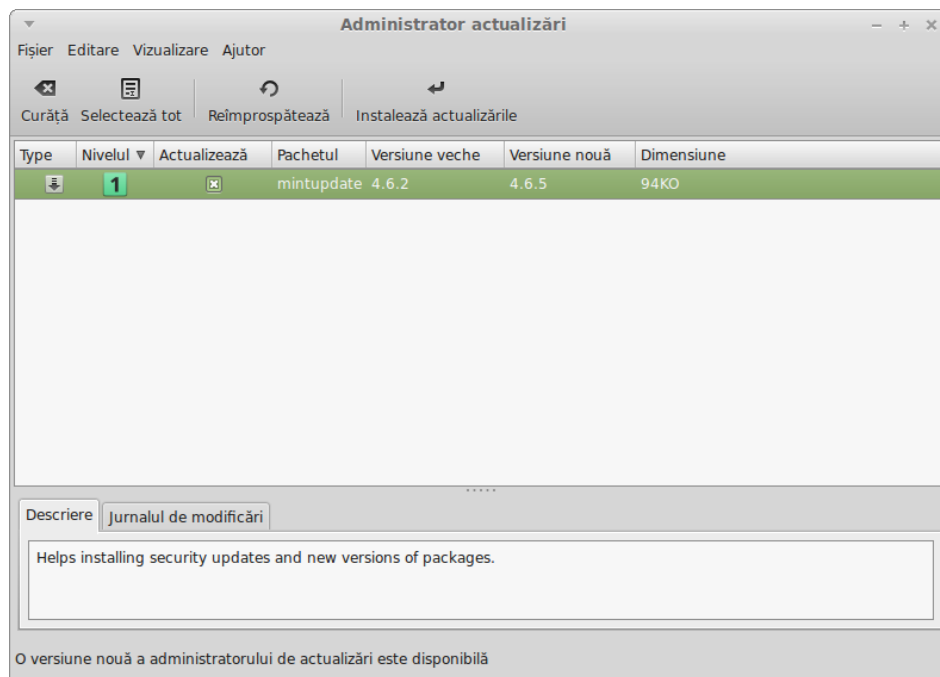 Administrator actualizări
Fișier Editare Vizualizare Ajutor
Curăță Selectează tot Reîmprospătează Instalează actualizările
Type Nivelul Actualizează Pachetul Versiune veche Versiune nouă Dimensiune
1 mintupdate 4.6.2 4.6.5 94KO
Descriere Jurnalul de modificări
Helps installing security updates and new versions of packages.
O versiune nouă a administratorului de actualizări este disponibilă